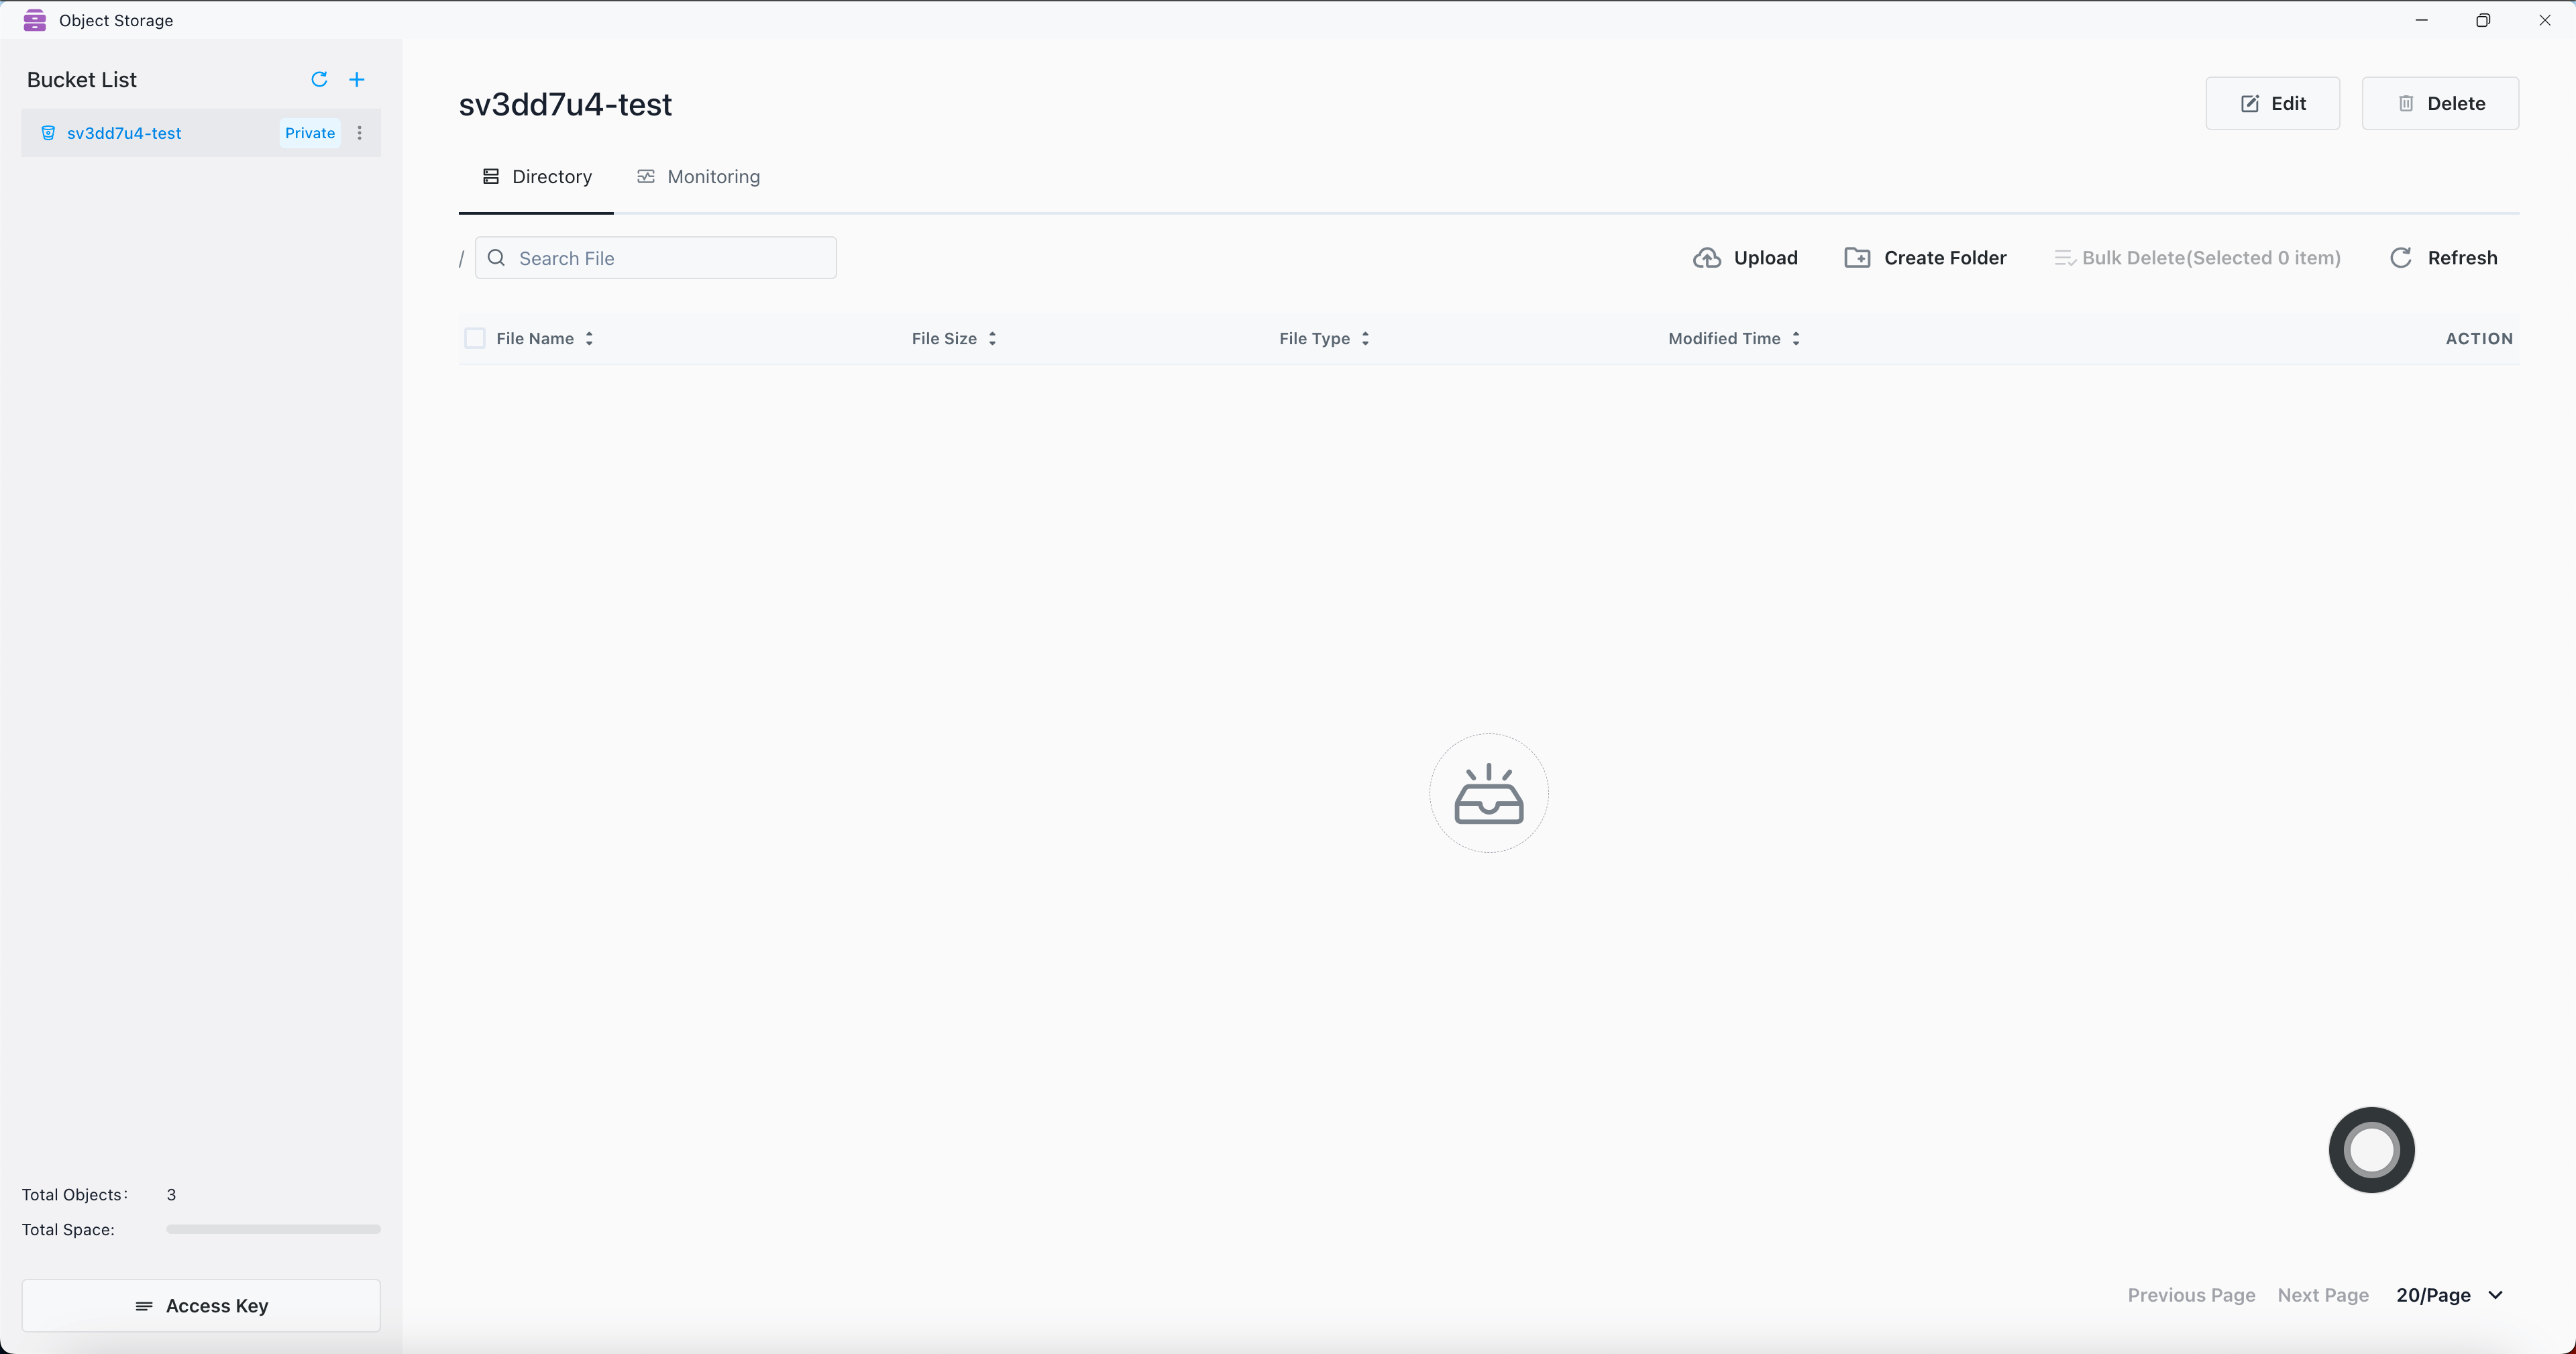 Object Storage
Bucket List
sv3dd7u4-test Private
sv3dd7u4-test
Edit Delete
Directory Monitoring
/ Search File Upload Create Folder Bulk Delete(Selected 0 item) Refresh
File Name File Size File Type Modified Time ACTION
Total Objects: 3
Total Space:
Access Key
Previous Page Next Page 20/Page